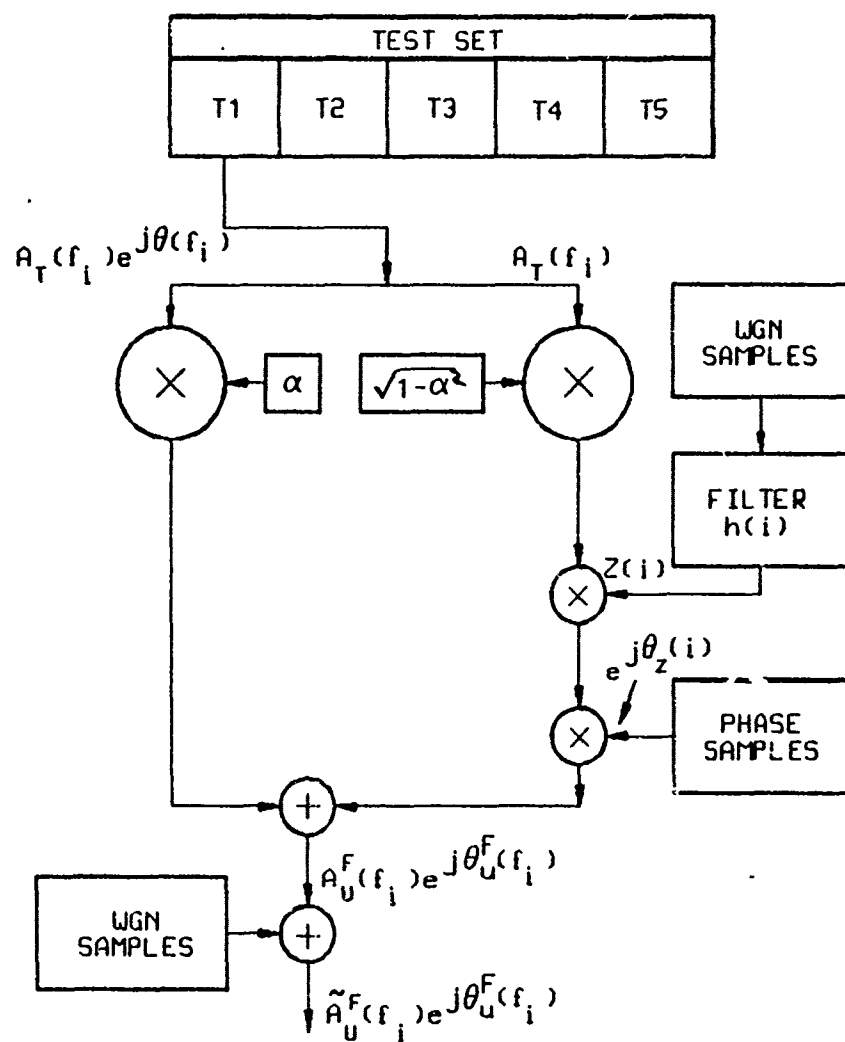 TEST SET
T1 T2 T3 T4 T5
A_T(f_i)e^{jθ(f_i)}
A_T(f_i)
WGN
SAMPLES
×
α
√1-α²
×
FILTER
h(i)
Z(i)
×
e^{jθ_z(i)}
PHASE
SAMPLES
×
+
A_U^F(f_i)e^{jθ_u^F(f_i)}
WGN
SAMPLES
+
Ã_U^F(f_i)e^{jθ_u^F(f_i)}